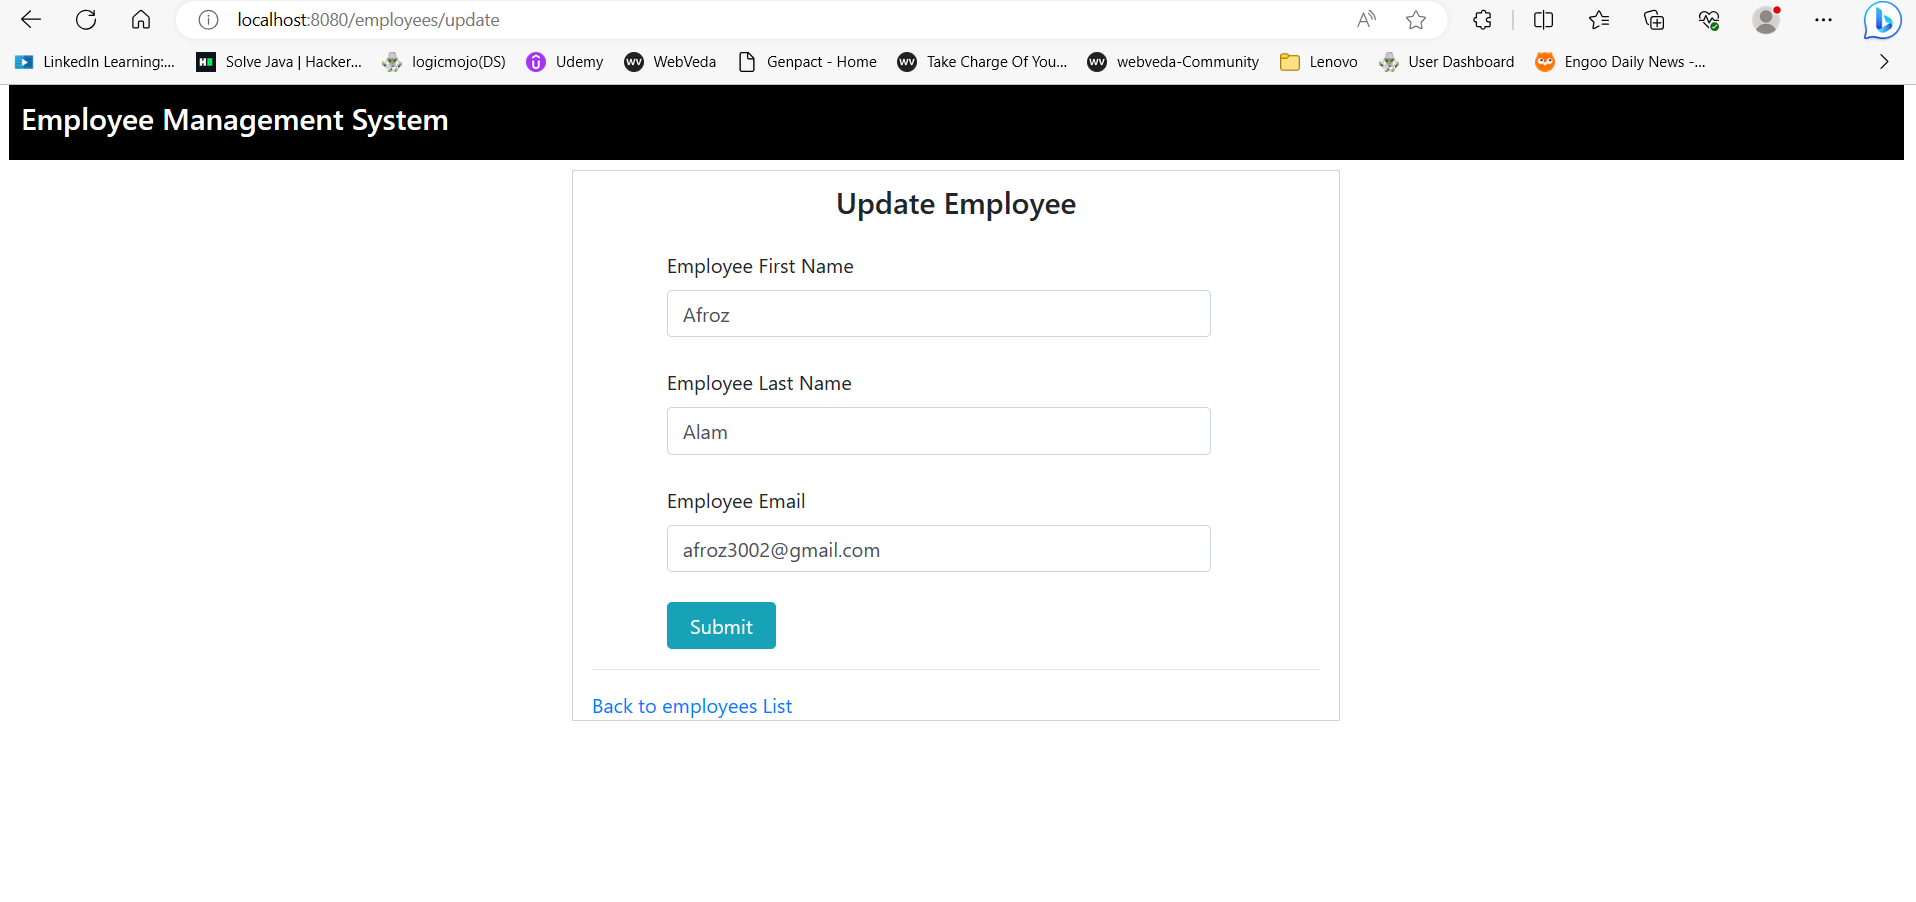 localhost:8080/employees/update
LinkedIn Learning:... Solve Java | Hacker... logicmojo(DS) Udemy WebVeda Genpact - Home Take Charge Of You... webveda-Community Lenovo User Dashboard Engoo Daily News -...
Employee Management System
Update Employee
Employee First Name
Afroz
Employee Last Name
Alam
Employee Email
afroz3002@gmail.com
Submit
Back to employees List